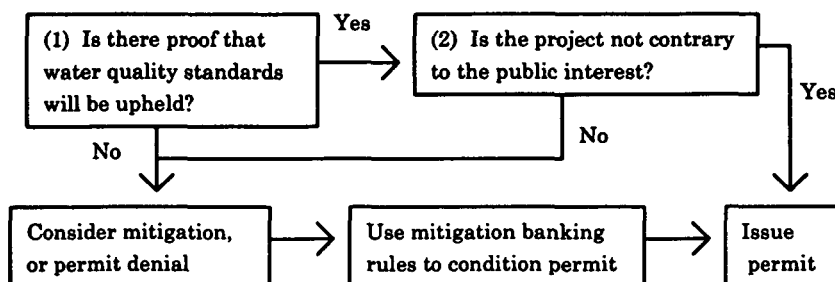 (1) Is there proof that
water quality standards
will be upheld?
Yes
(2) Is the project not contrary
to the public interest?
Yes
No
No
Consider mitigation,
or permit denial
Use mitigation banking
rules to condition permit
Issue
permit